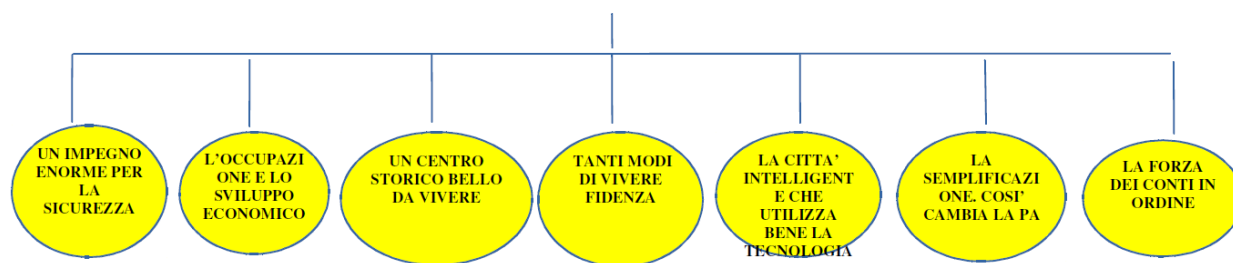 UN IMPEGNO
ENORME PER
LA
SICUREZZA
L'OCCUPAZI
ONE E LO
SVILUPPO
ECONOMICO
UN CENTRO
STORICO BELLO
DA VIVERE
TANTI MODI
DI VIVERE
FIDENZA
LA CITTA'
INTELLIGENT
E CHE
UTILIZZA
BENE LA
TECNOLOGIA
LA
SEMPLIFICAZI
ONE. COSI'
CAMBIA LA PA
LA FORZA
DEI CONTI IN
ORDINE